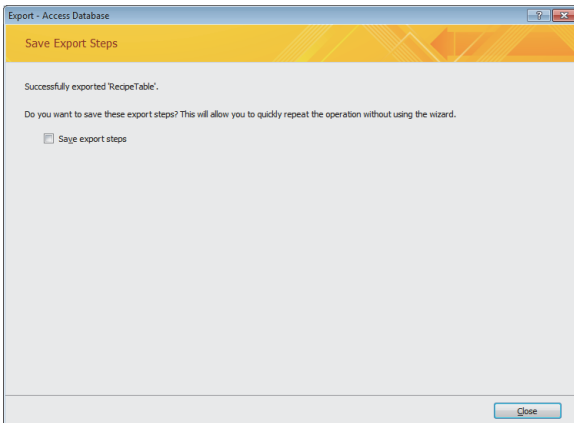 Export - Access Database
Save Export Steps
Successfully exported 'RecipeTable'.
Do you want to save these export steps? This will allow you to quickly repeat the operation without using the wizard.
Save export steps
Close